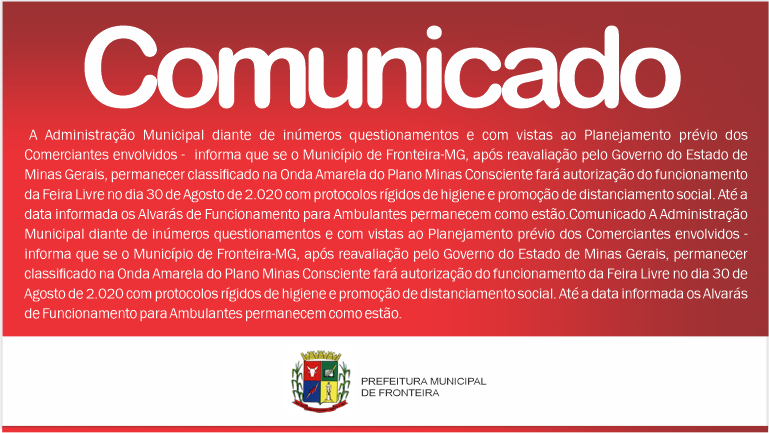 Comunicado
A Administração Municipal diante de inúmeros questionamentos e com vistas ao Planejamento prévio dos
Comerciantes envolvidos - informa que se o Município de Fronteira-MG, após reavaliação pelo Governo do Estado de
Minas Gerais, permanecer classificado na Onda Amarela do Plano Minas Consciente fará autorização do funcionamento
da Feira Livre no dia 30 de Agosto de 2.020 com protocolos rígidos de higiene e promoção de distanciamento social. Até a
data informada os Alvarás de Funcionamento para Ambulantes permanecem como estão.Comunicado A Administração
Municipal diante de inúmeros questionamentos e com vistas ao Planejamento prévio dos Comerciantes envolvidos -
informa que se o Município de Fronteira-MG, após reavaliação pelo Governo do Estado de Minas Gerais, permanecer
classificado na Onda Amarela do Plano Minas Consciente fará autorização do funcionamento da Feira Livre no dia 30 de
Agosto de 2.020 com protocolos rígidos de higiene e promoção de distanciamento social. Até a data informada os Alvarás
de Funcionamento para Ambulantes permanecem como estão.
PREFEITURA MUNICIPAL
DE FRONTEIRA